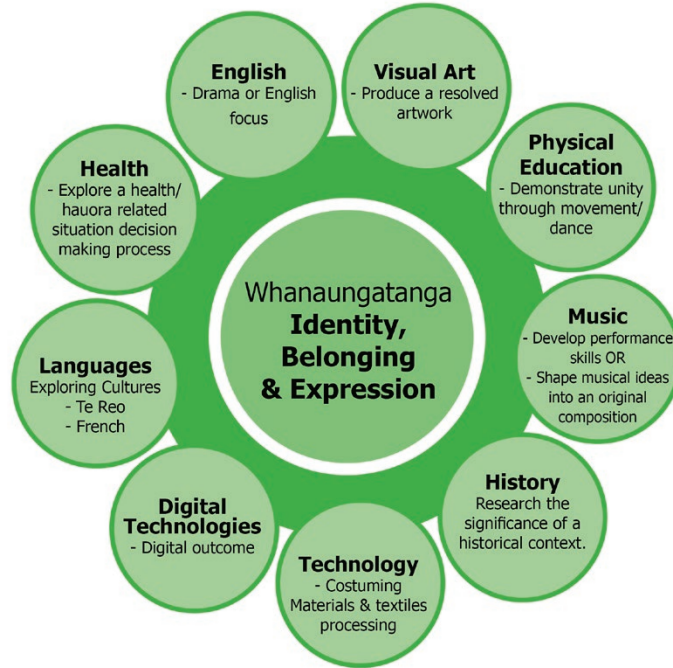 English
- Drama or English
focus
Visual Art
- Produce a resolved
artwork
Physical
Education
- Demonstrate unity
through movement/
dance
Music
- Develop performance
skills OR
- Shape musical ideas
into an original
composition
History
Research the
significance of a
historical context.
Technology
- Costuming
Materials & textiles
processing
Digital
Technologies
- Digital outcome
Languages
Exploring Cultures
- Te Reo
- French
Health
- Explore a health/
hauora related
situation decision
making process
Whanaungatanga
Identity,
Belonging
& Expression